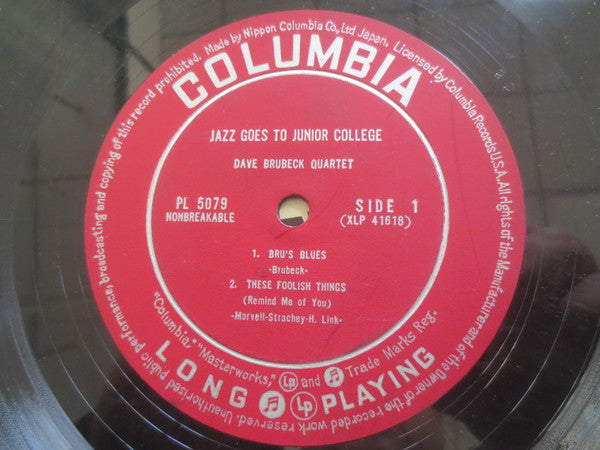 Unauthorised public performance, broadcasting and copying of this record prohibited. Made by Nippon Columbia Co, Ltd Japan. Licensed by Columbia Records U.S.A. All rights of the Manufacturer and of the Owner of the recorded work reserved.
COLUMBIA
JAZZ GOES TO JUNIOR COLLEGE
DAVE BRUBECK QUARTET
PL 5079
NONBREAKABLE
SIDE 1
(XLP 41618)
1. BRU'S BLUES
-Brubeck-
2. THESE FOOLISH THINGS
(Remind Me of You)
-Marvell-Strachey-H. Link-
"Columbia," "Masterworks," Lp and Trade Marks Reg.
LONG Lp PLAYING